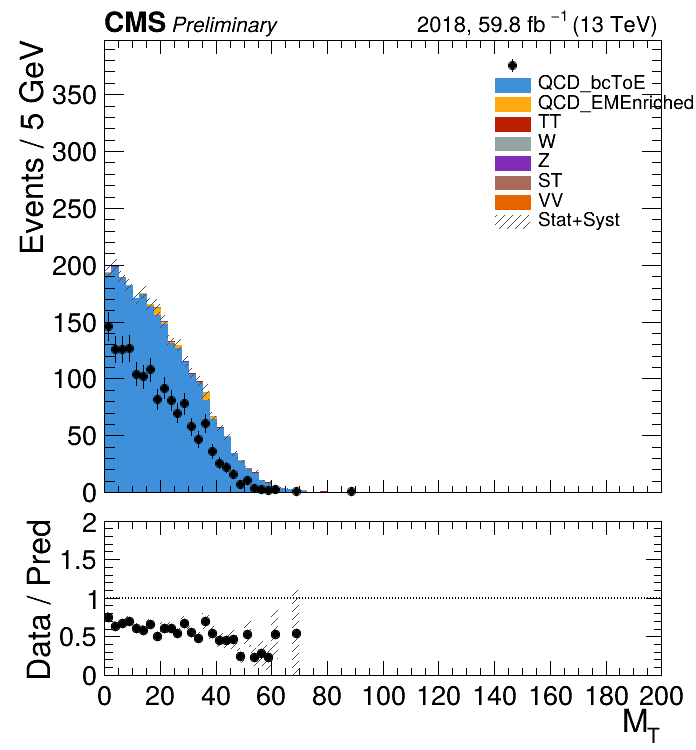 CMS Preliminary 2018, 59.8 fb⁻¹ (13 TeV)
Events / 5 GeV
350
300
250
200
150
100
50
0
QCD_bcToE
QCD_EMEnriched
TT
W
Z
ST
VV
Stat+Syst
Data / Pred
2
1.5
1
0.5
0
0 20 40 60 80 100 120 140 160 180 200
M_T